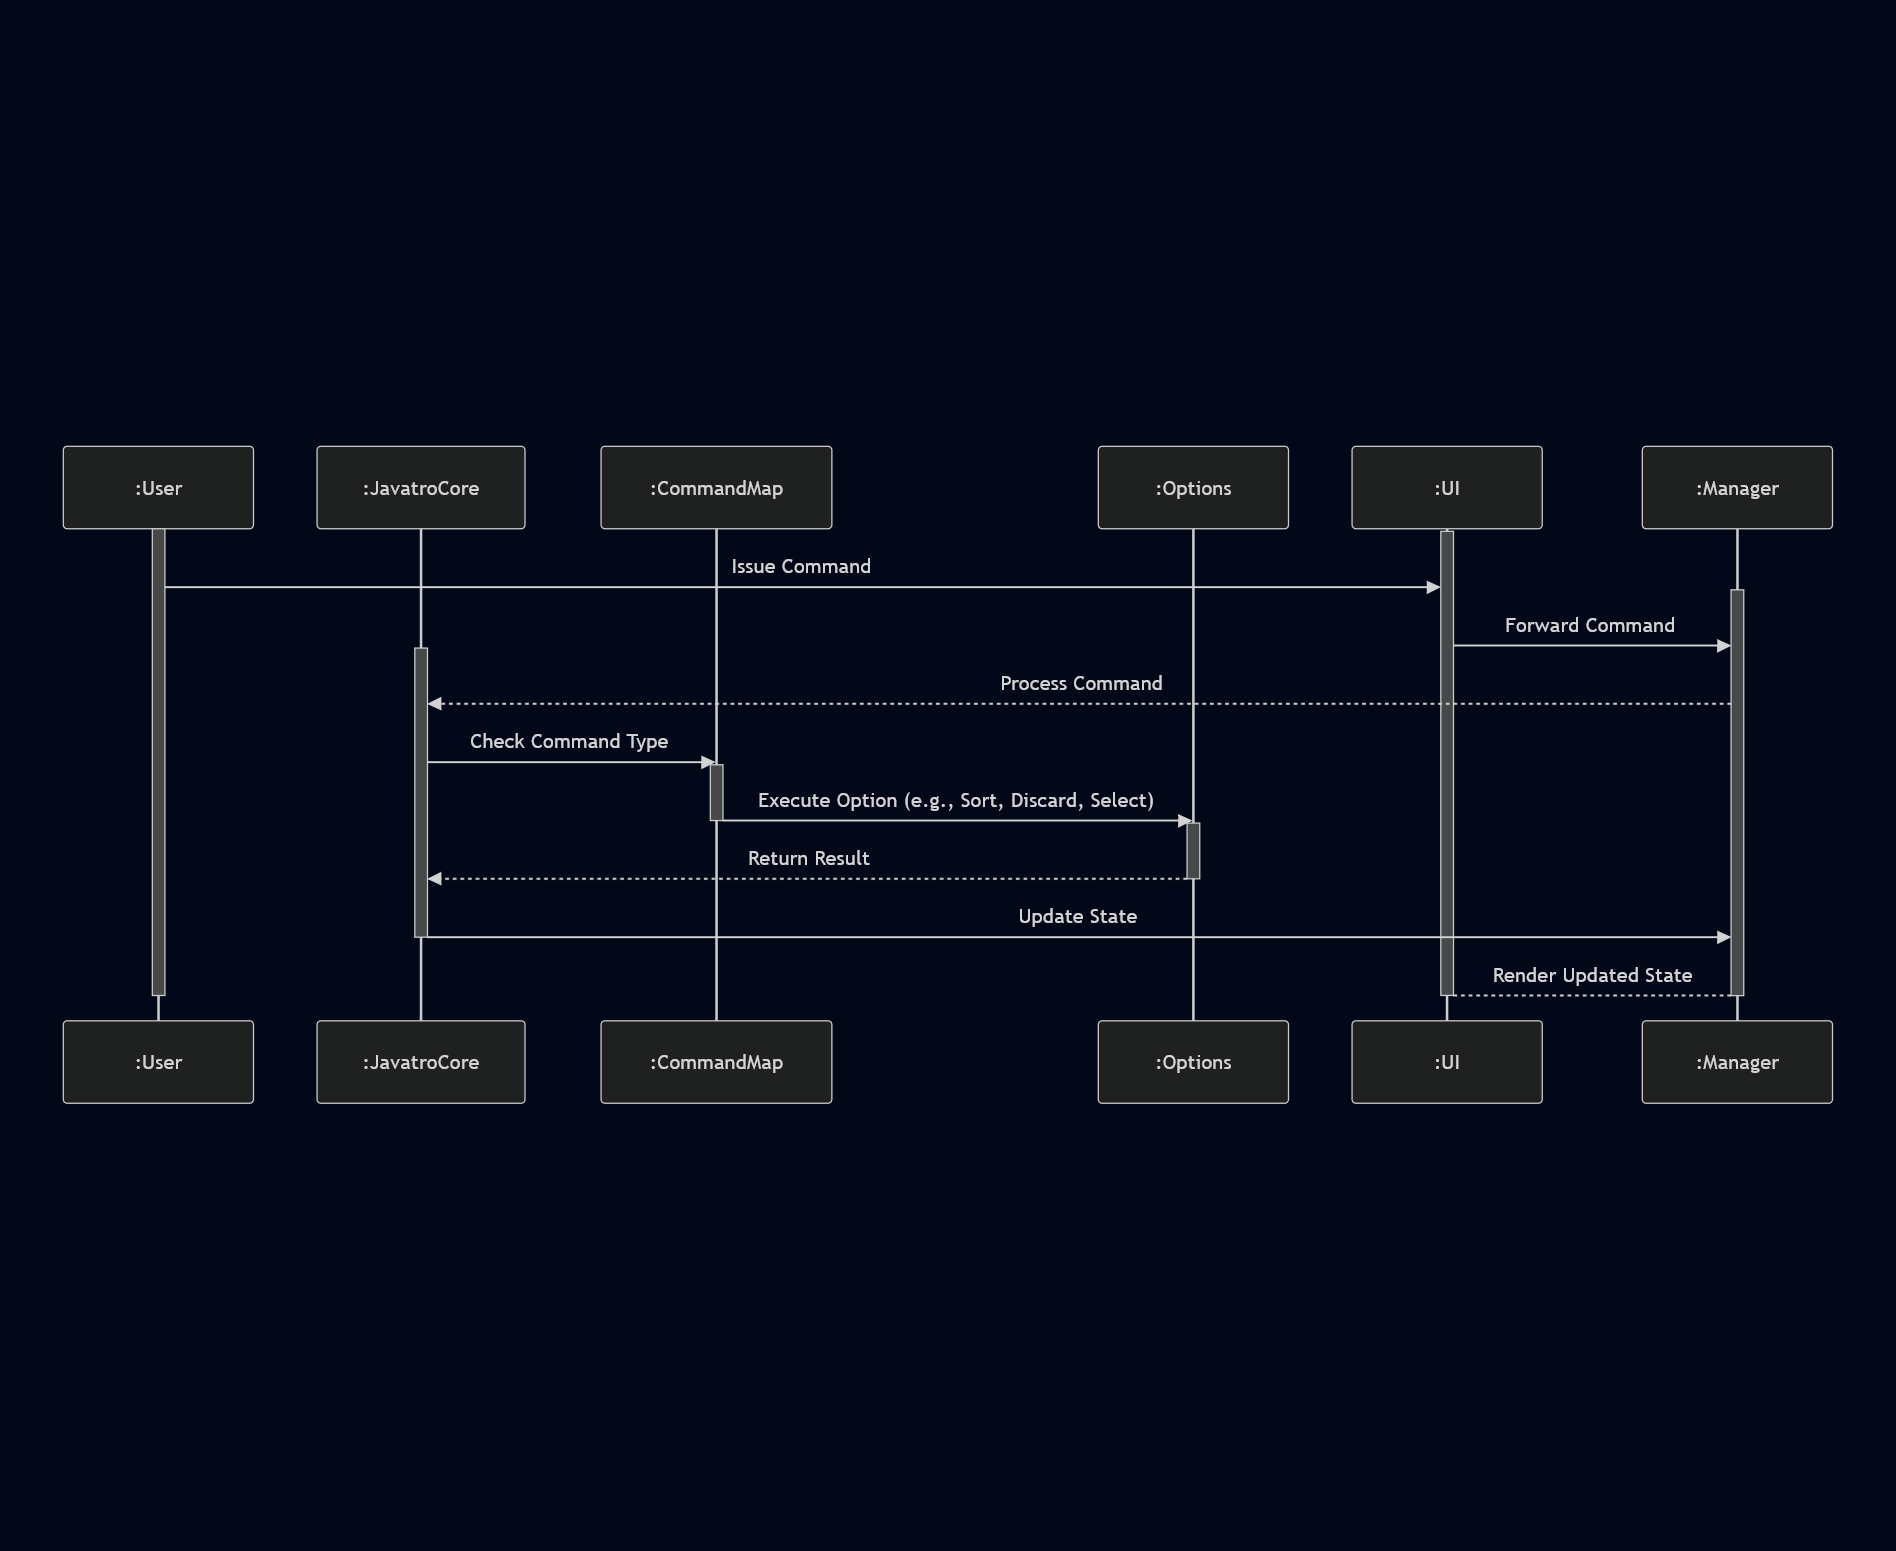 :User
:JavatroCore
:CommandMap
:Options
:UI
:Manager
Issue Command
Forward Command
Process Command
Check Command Type
Execute Option (e.g., Sort, Discard, Select)
Return Result
Update State
Render Updated State
:User
:JavatroCore
:CommandMap
:Options
:UI
:Manager